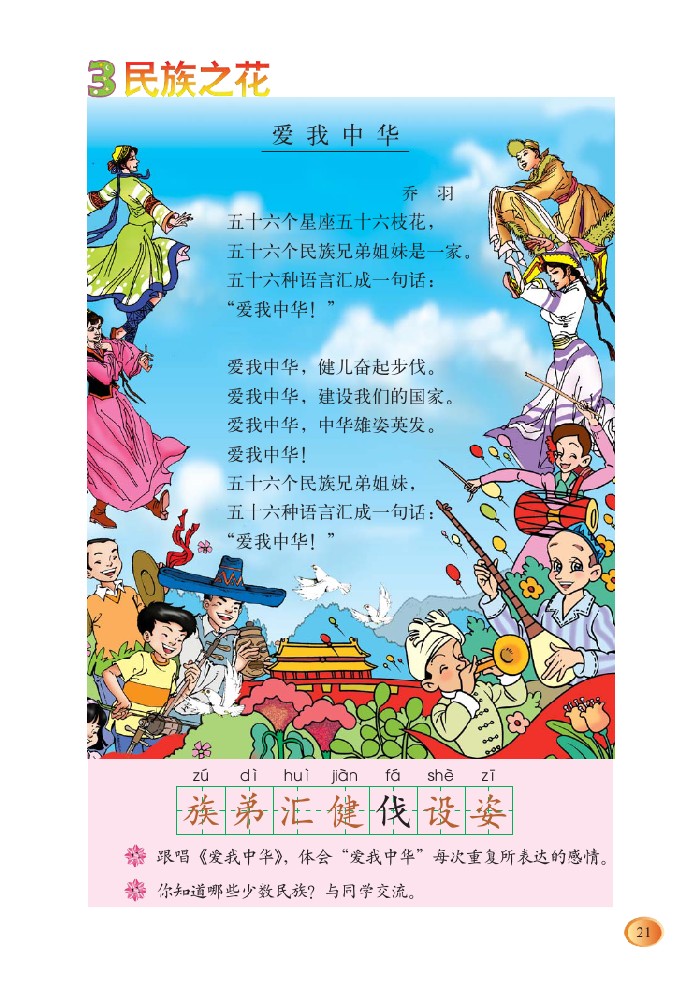 3 民族之花
爱我中华
乔 羽
五十六个星座五十六枝花，
五十六个民族兄弟姐妹是一家。
五十六种语言汇成一句话：
“爱我中华！”
爱我中华，健儿奋起步伐。
爱我中华，建设我们的国家。
爱我中华，中华雄姿英发。
爱我中华！
五十六个民族兄弟姐妹，
五十六种语言汇成一句话：
“爱我中华！”
zú dì huì jiàn fá shè zī
族 弟 汇 健 伐 设 姿
跟唱《爱我中华》，体会“爱我中华”每次重复所表达的感情。
你知道哪些少数民族？与同学交流。
21